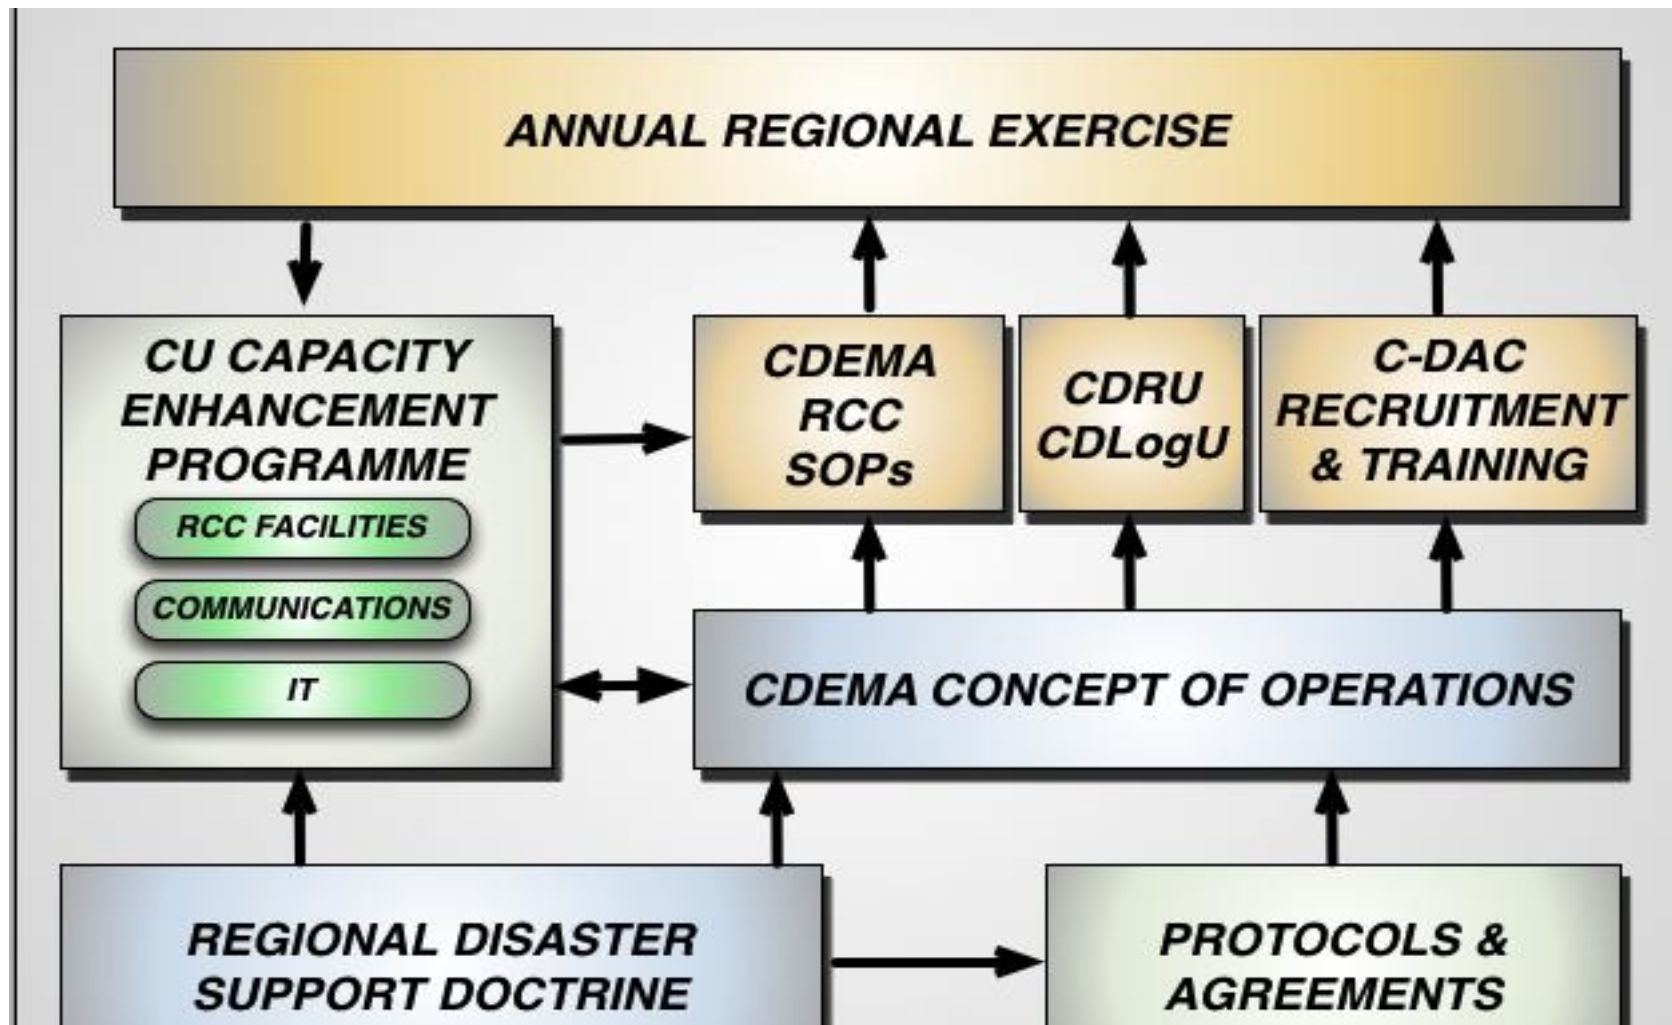 ANNUAL REGIONAL EXERCISE
CU CAPACITY
ENHANCEMENT
PROGRAMME
RCC FACILITIES
COMMUNICATIONS
IT
CDEMA
RCC
SOPs
CDRU
CDLogU
C-DAC
RECRUITMENT
& TRAINING
CDEMA CONCEPT OF OPERATIONS
REGIONAL DISASTER
SUPPORT DOCTRINE
PROTOCOLS &
AGREEMENTS